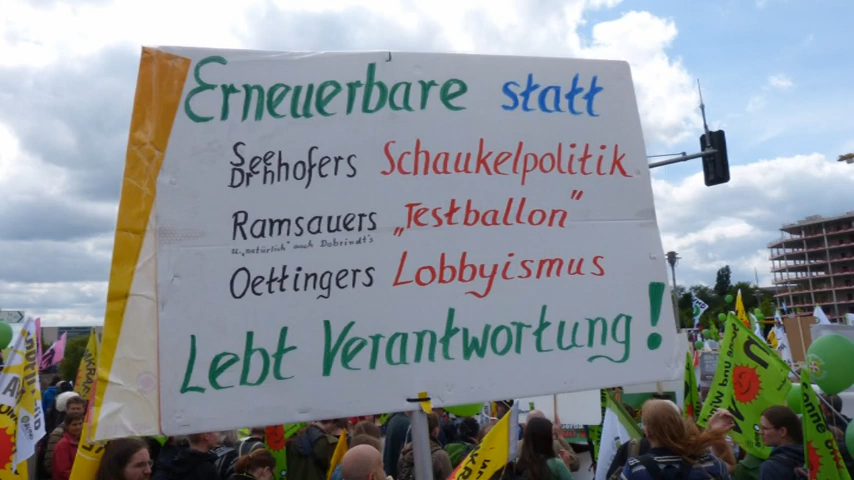 Erneuerbare statt
See
Drehhofers Schaukelpolitik
Ramsauers „Testballon"
u. „natürlich" auch Dobrindt's
Oettingers Lobbyismus
Lebt Verantwortung!